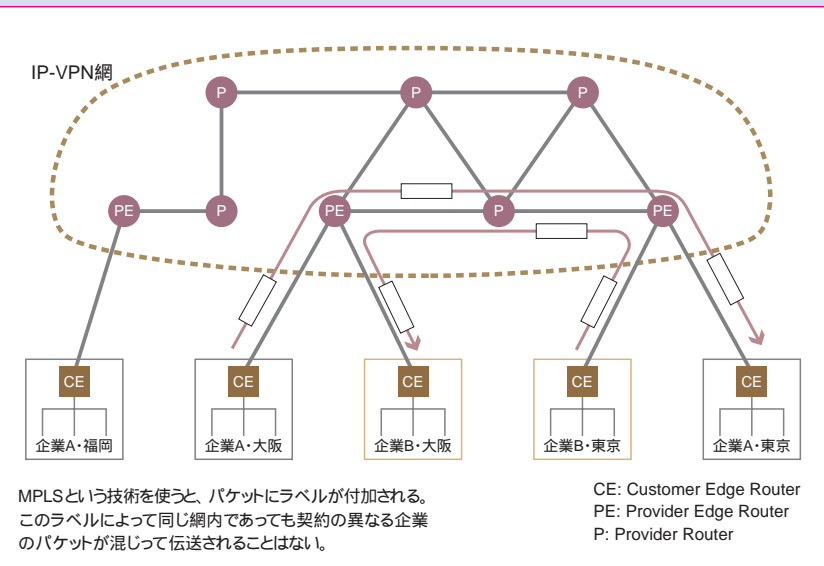 IP-VPN網
P
P
P
PE
P
PE
P
PE
CE
CE
CE
CE
CE
企業A・福岡
企業A・大阪
企業B・大阪
企業B・東京
企業A・東京
MPLSという技術を使うと、パケットにラベルが付加される。
このラベルによって同じ網内であっても契約の異なる企業
のパケットが混じって伝送されることはない。
CE: Customer Edge Router
PE: Provider Edge Router
P: Provider Router